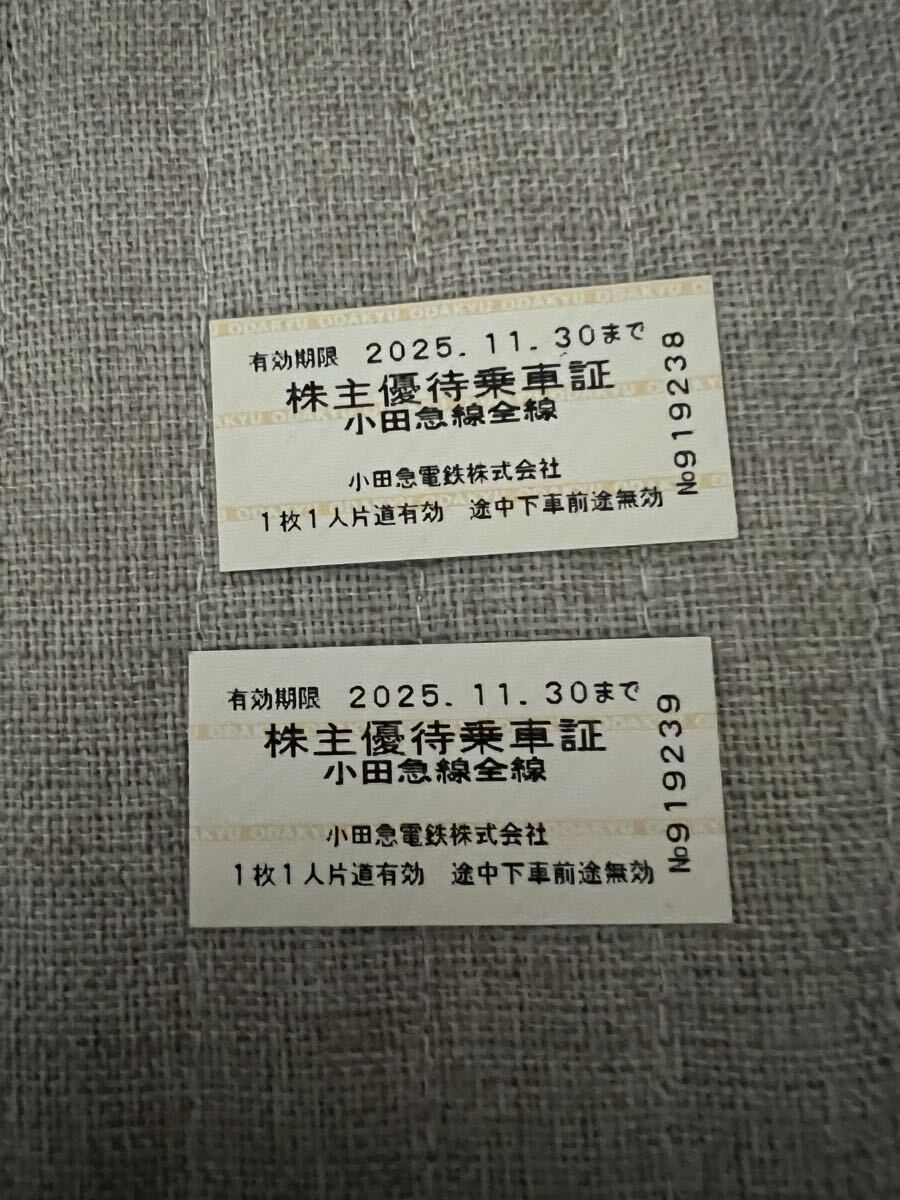 ODAKYU ODAKYU ODAKYU ODAKYU ODAKYU
有効期限 2025.11.30まで
株主優待乗車証
小田急線全線
小田急電鉄株式会社
1枚1人片道有効 途中下車前途無効
№919238
有効期限 2025.11.30まで
株主優待乗車証
小田急線全線
小田急電鉄株式会社
1枚1人片道有効 途中下車前途無効
№919239